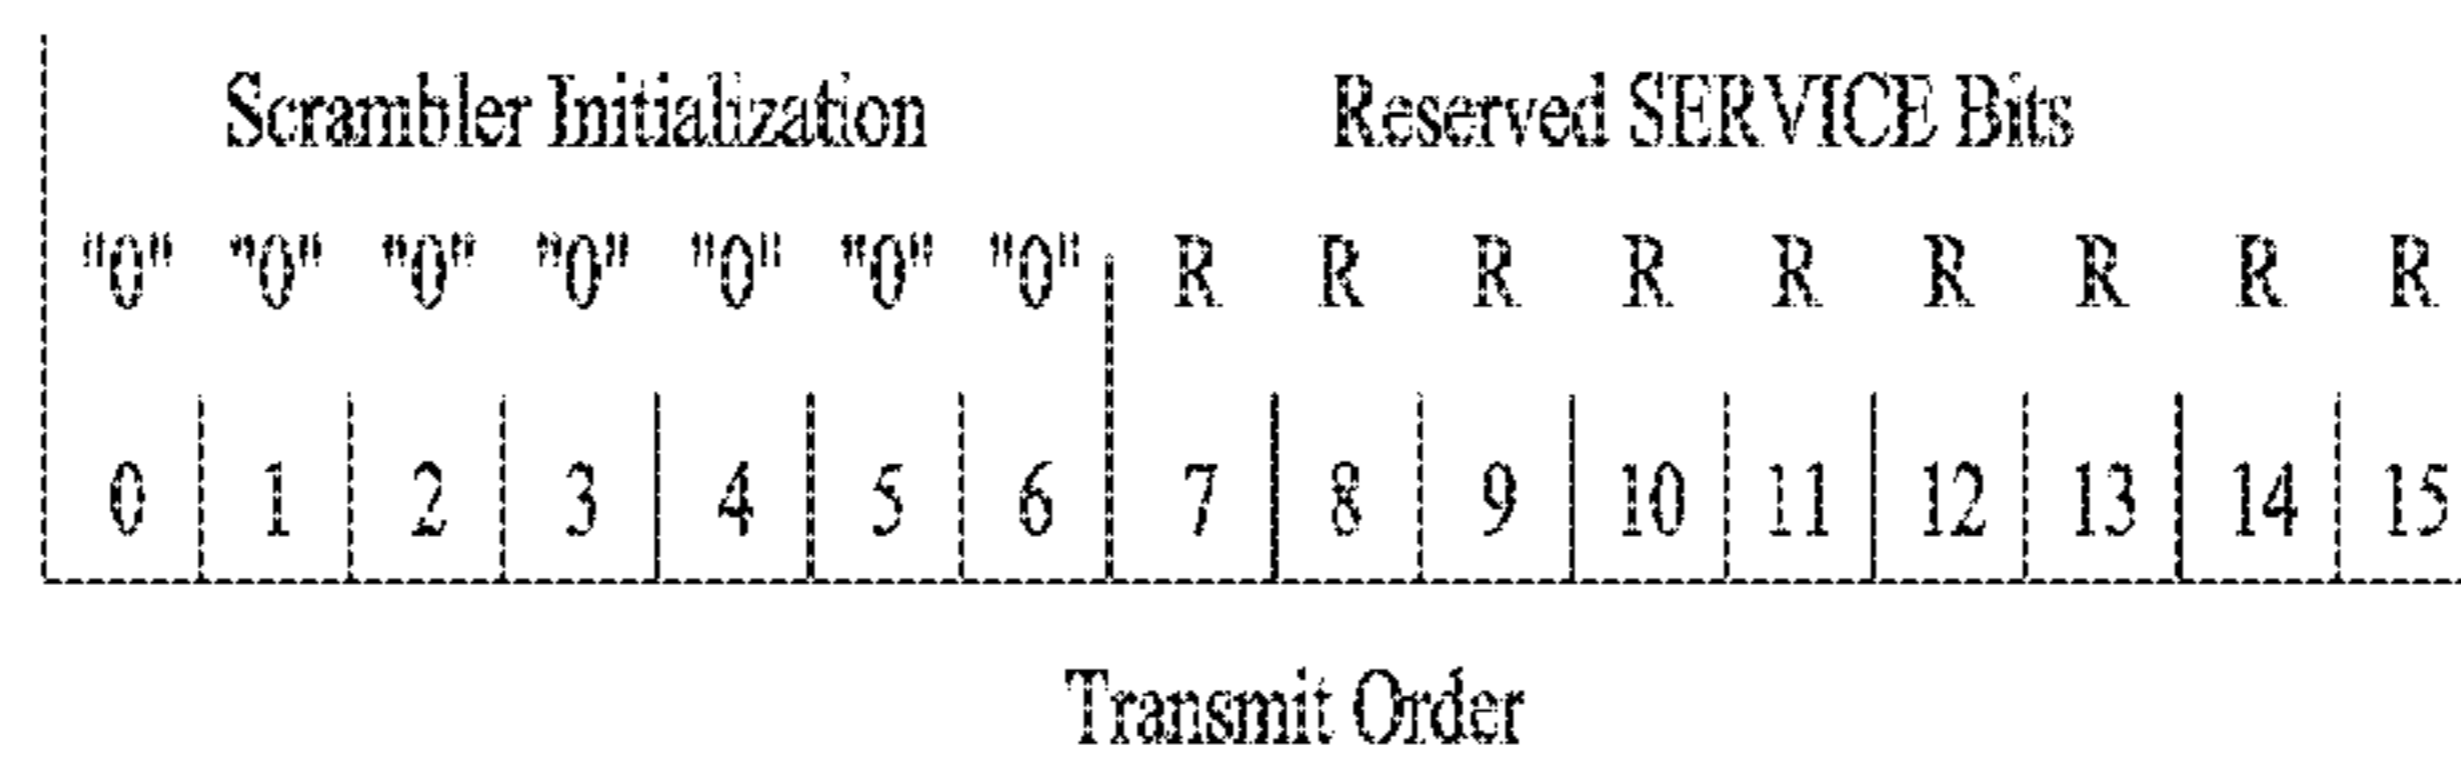 Scrambler Initialization Reserved SERVICE Bits
"0" "0" "0" "0" "0" "0" "0" R R R R R R R R R
0 1 2 3 4 5 6 7 8 9 10 11 12 13 14 15
Transmit Order